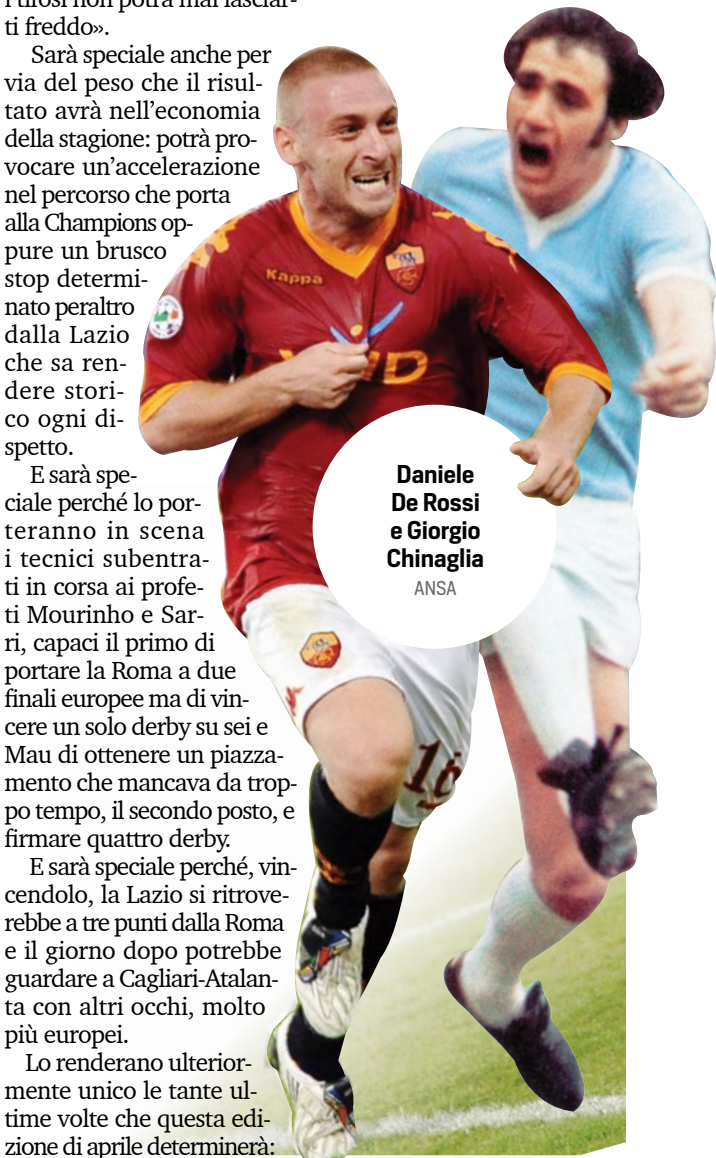 i tifosi non potrà mai lasciar-
ti freddo».
Sarà speciale anche per
via del peso che il risul-
tato avrà nell'economia
della stagione: potrà pro-
vocare un'accelerazione
nel percorso che porta
alla Champions op-
pure un brusco
stop determi-
nato peraltro
dalla Lazio
che sa ren-
dere stori-
co ogni di-
spetto.
E sarà spe-
ciale perché lo por-
teranno in scena
i tecnici subentra-
ti in corsa ai profe-
ti Mourinho e Sar-
ri, capaci il primo di
portare la Roma a due
finali europee ma di vin-
cere un solo derby su sei e
Mau di ottenere un piazza-
mento che mancava da trop-
po tempo, il secondo posto, e
firmare quattro derby.
E sarà speciale perché, vin-
cendolo, la Lazio si ritrove-
rebbe a tre punti dalla Roma
e il giorno dopo potrebbe
guardare a Cagliari-Atalan-
ta con altri occhi, molto
più europei.
Lo renderano ulterior-
mente unico le tante ul-
time volte che questa edi-
zione di aprile determinerà:
Kappa
16
Daniele
De Rossi
e Giorgio
Chinaglia
ANSA